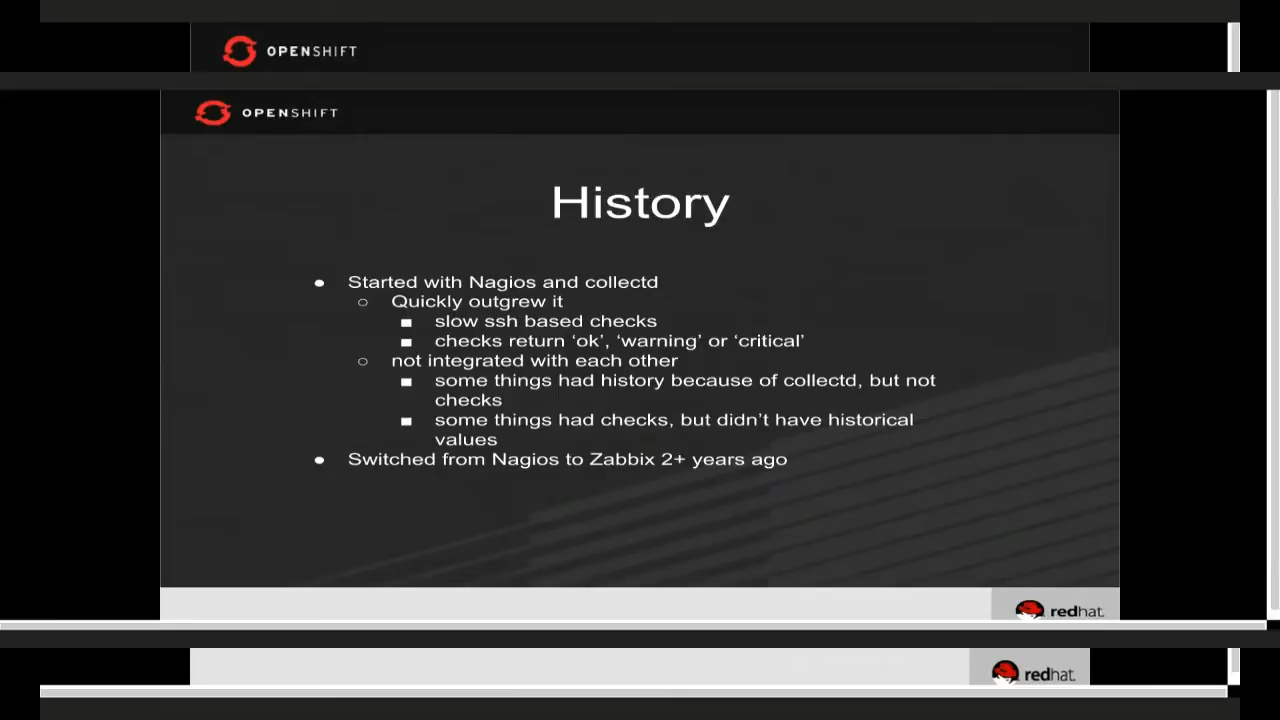 OPENSHIFT
OPENSHIFT
History
● Started with Nagios and collectd
○ Quickly outgrew it
■ slow ssh based checks
■ checks return ‘ok’, ‘warning’ or ‘critical’
○ not integrated with each other
■ some things had history because of collectd, but not
checks
■ some things had checks, but didn’t have historical
values
● Switched from Nagios to Zabbix 2+ years ago
redhat.
redhat.